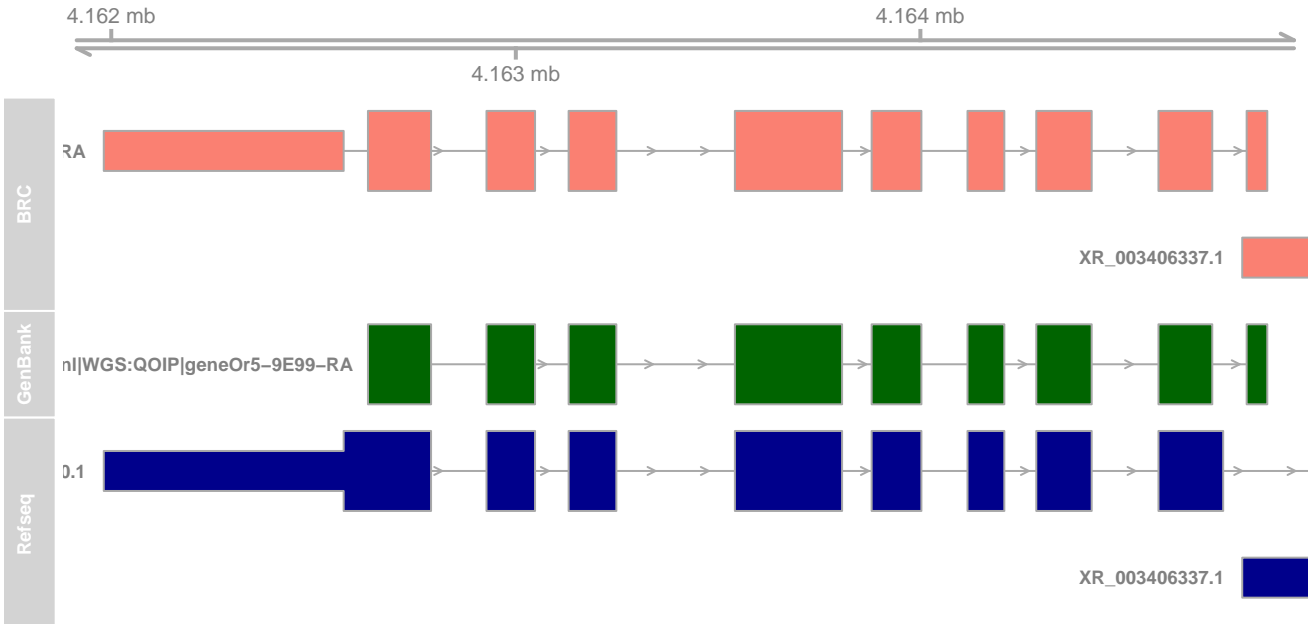 4.162 mb
4.164 mb
4.163 mb
BRC
RA
XR_003406337.1
GenBank
nl|WGS:QOIP|geneOr5–9E99–RA
Refseq
0.1
XR_003406337.1